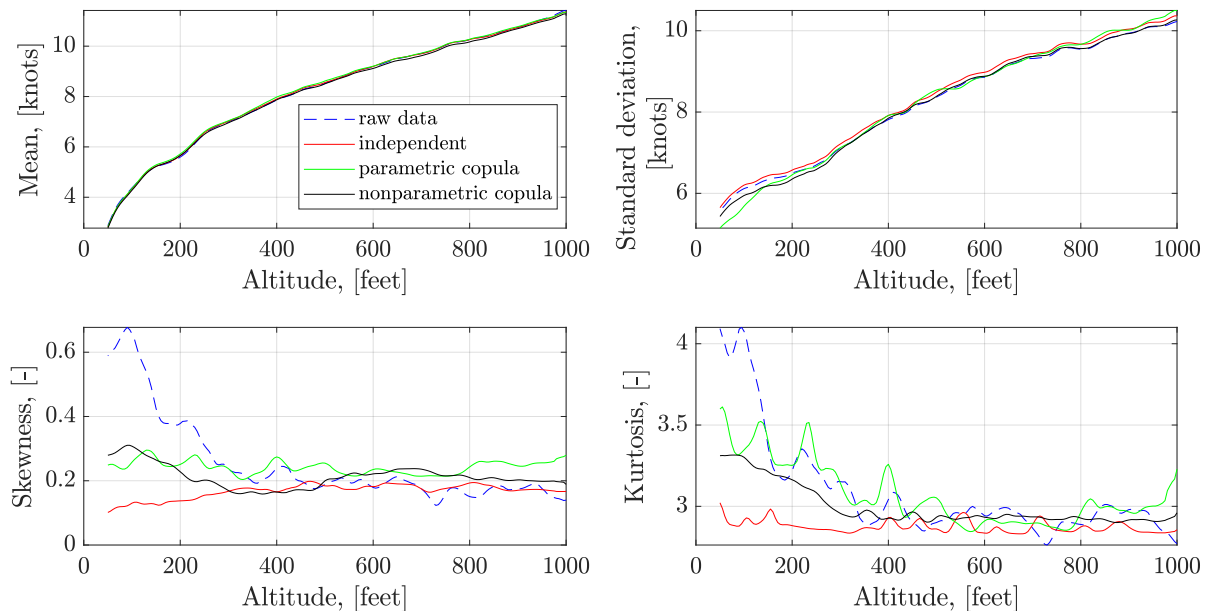 Mean, [knots]
10
8
6
4
0 200 400 600 800 1000
Altitude, [feet]
raw data
independent
parametric copula
nonparametric copula
Standard deviation,
[knots]
10
8
6
0 200 400 600 800 1000
Altitude, [feet]
Skewness, [-]
0.6
0.4
0.2
0
0 200 400 600 800 1000
Altitude, [feet]
Kurtosis, [-]
4
3.5
3
0 200 400 600 800 1000
Altitude, [feet]